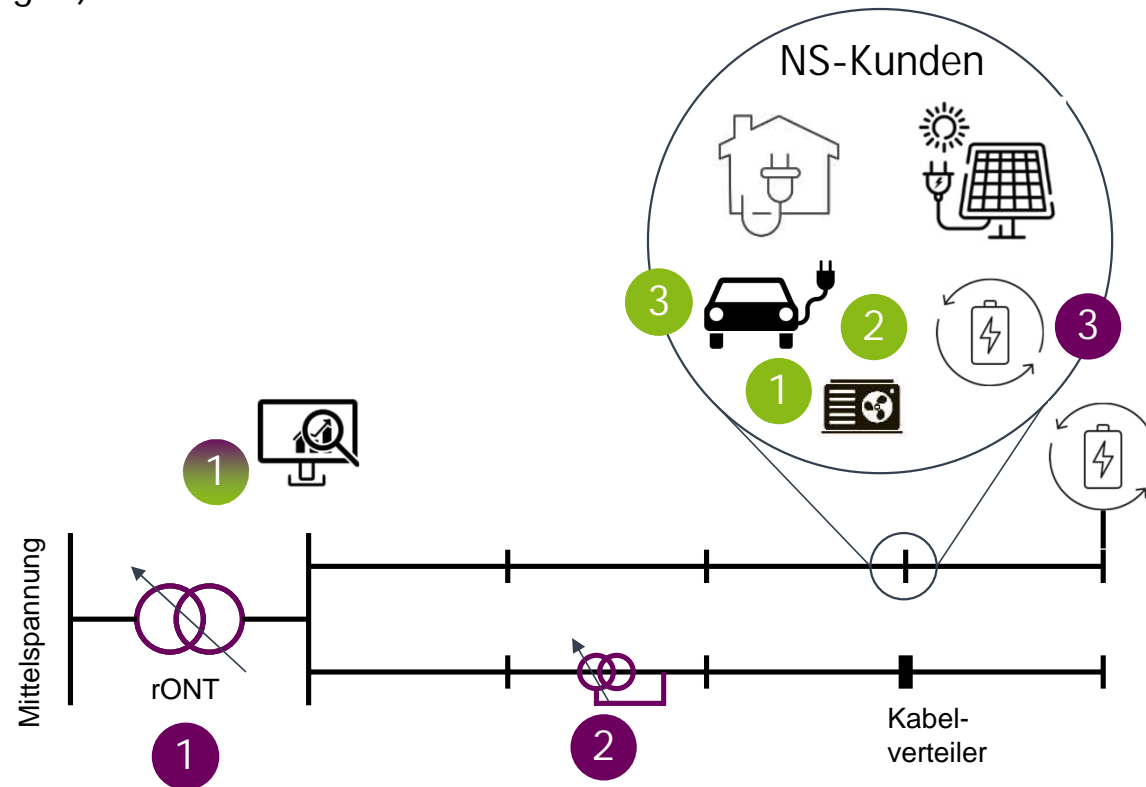 NS-Kunden
3
2
3
1
1
Mittelspannung
rONT
1
2
Kabel-
verteiler